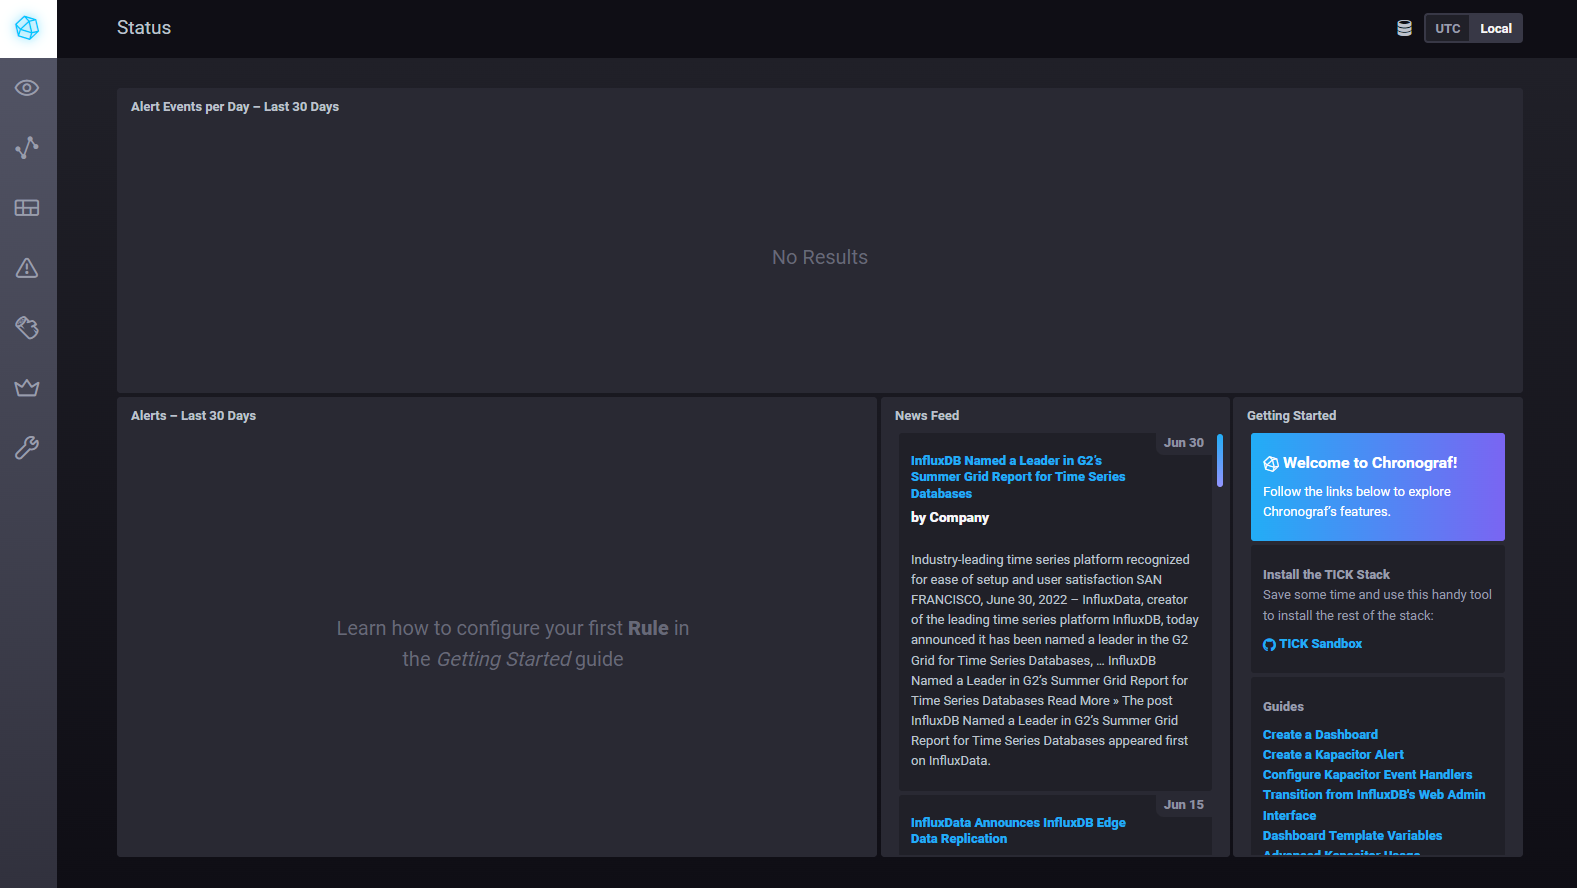 Status
UTC
Local
Alert Events per Day – Last 30 Days
No Results
Alerts – Last 30 Days
Learn how to configure your first Rule in
the Getting Started guide
News Feed
Jun 30
InfluxDB Named a Leader in G2’s
Summer Grid Report for Time Series
Databases
by Company
Industry-leading time series platform recognized
for ease of setup and user satisfaction SAN
FRANCISCO, June 30, 2022 – InfluxData, creator
of the leading time series platform InfluxDB, today
announced it has been named a leader in the G2
Grid for Time Series Databases, … InfluxDB
Named a Leader in G2’s Summer Grid Report for
Time Series Databases Read More » The post
InfluxDB Named a Leader in G2’s Summer Grid
Report for Time Series Databases appeared first
on InfluxData.
Jun 15
InfluxData Announces InfluxDB Edge
Data Replication
Getting Started
Welcome to Chronograf!
Follow the links below to explore
Chronograf’s features.
Install the TICK Stack
Save some time and use this handy tool
to install the rest of the stack:
TICK Sandbox
Guides
Create a Dashboard
Create a Kapacitor Alert
Configure Kapacitor Event Handlers
Transition from InfluxDB's Web Admin
Interface
Dashboard Template Variables
Advanced Kapacitor Usage